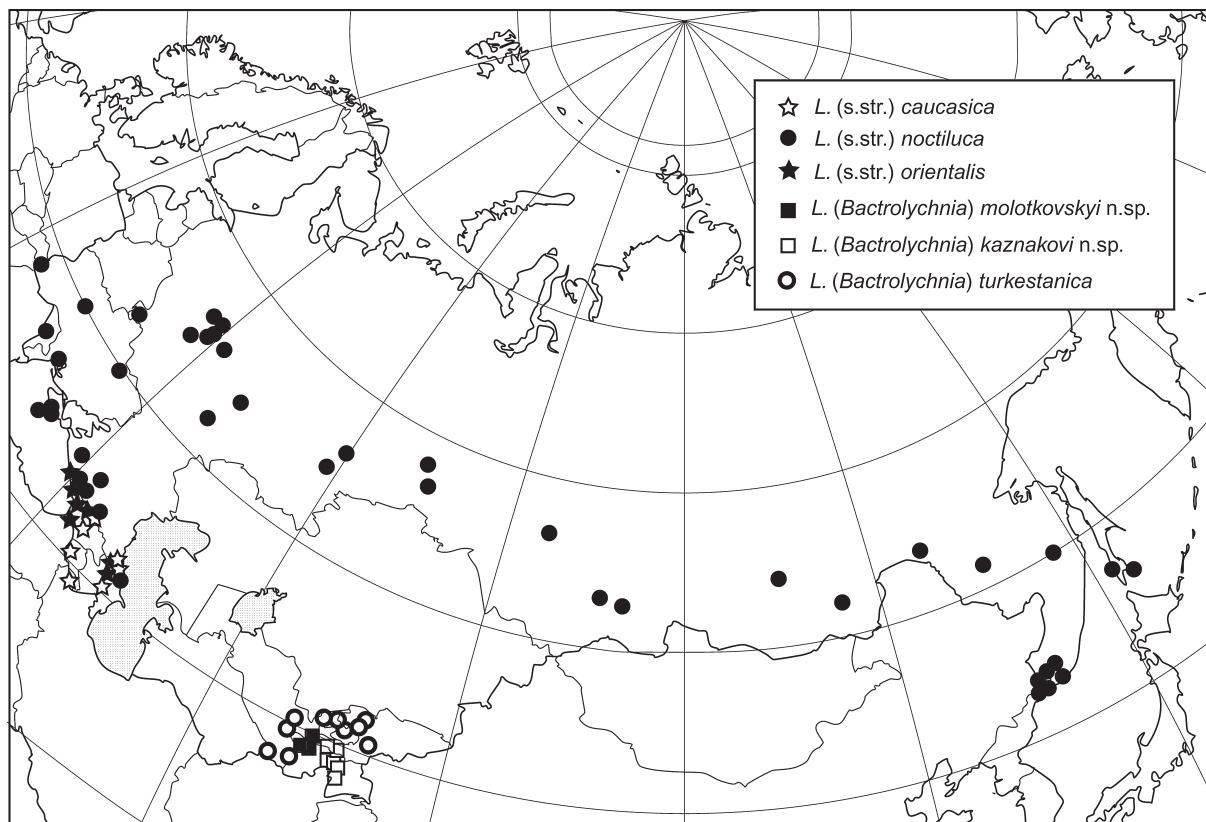 L. (s.str.) caucasica
L. (s.str.) noctiluca
L. (s.str.) orientalis
L. (Bactrolychnia) molotkovskyi n.sp.
L. (Bactrolychnia) kaznakovi n.sp.
L. (Bactrolychnia) turkestanica